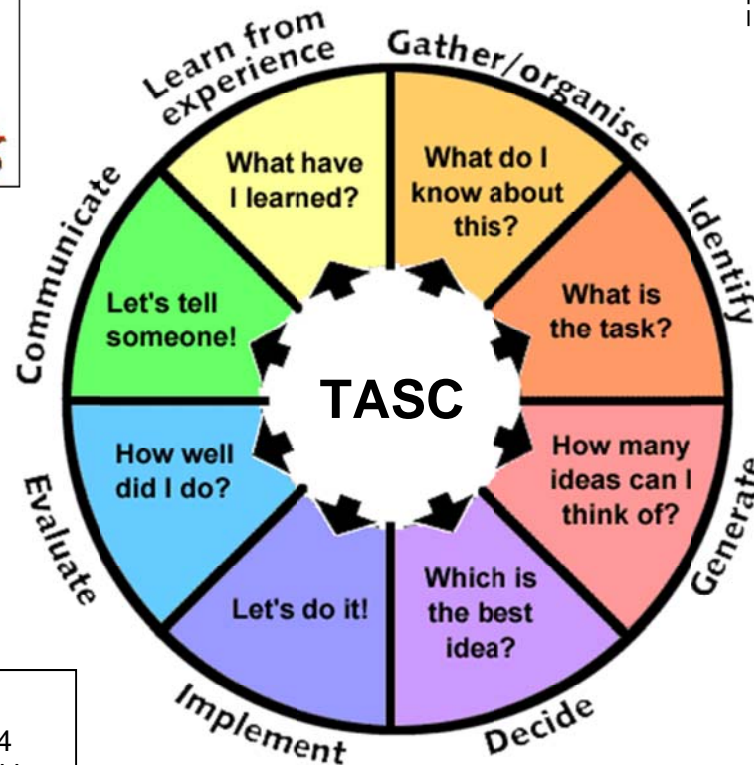 Gather/organise
What do I
know about
this?
Identify
What is
the task?
Generate
How many
ideas can I
think of?
Decide
Which is
the best
idea?
Implement
Let's do it!
Evaluate
How well
did I do?
Communicate
Let's tell
someone!
Learn from
experience
What have
I learned?
TASC
4